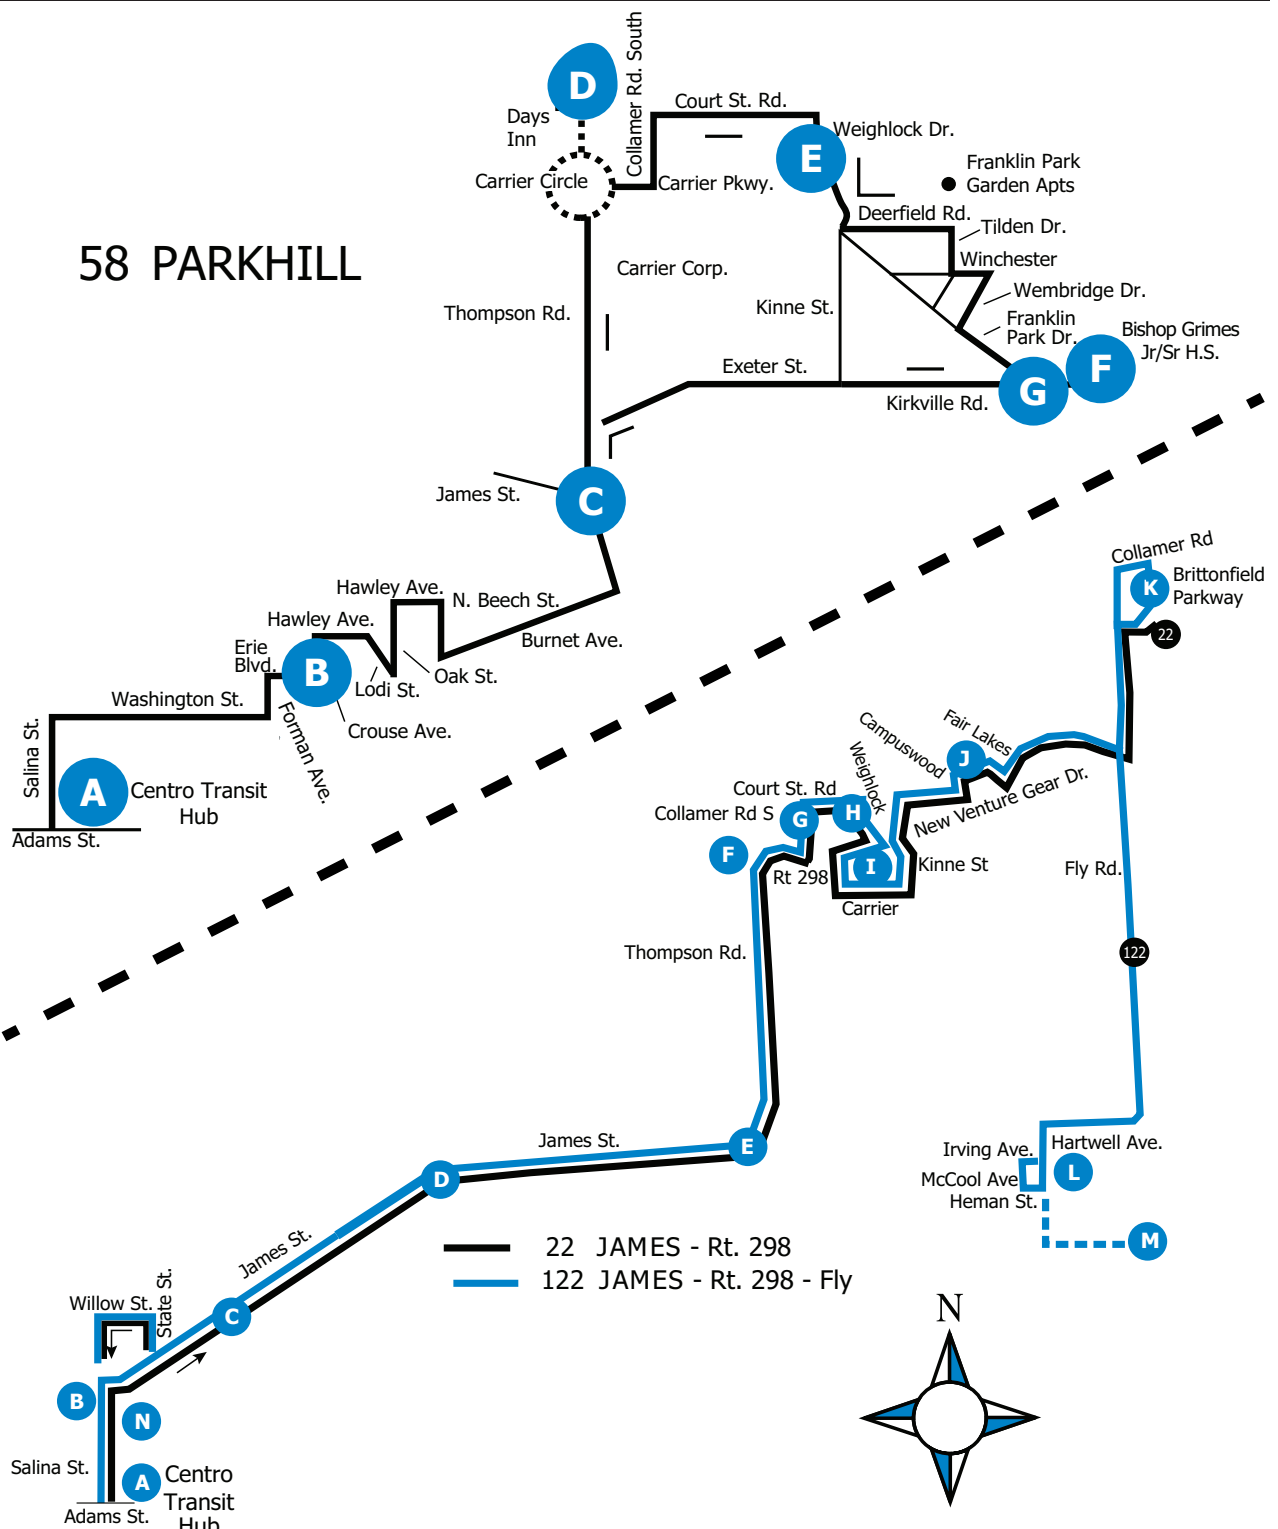 D
Collamer Rd. South
Days
Inn
Court St. Rd.
Weighlock Dr.
E
Carrier Circle
Carrier Pkwy.
Franklin Park
Garden Apts
Deerfield Rd.
Tilden Dr.
58 PARKHILL
Carrier Corp.
Winchester
Wembridge Dr.
Thompson Rd.
Kinne St.
Franklin
Park Dr.
Bishop Grimes
Jr/Sr H.S.
Exeter St.
F
G
Kirkville Rd.
James St.
C
Hawley Ave.
N. Beech St.
Hawley Ave.
Burnet Ave.
Erie
Blvd.
B
Lodi St.
Oak St.
Washington St.
Forman Ave.
Crouse Ave.
Salina St.
A
Centro Transit
Hub
Adams St.
Collamer Rd
K
Brittonfield
Parkway
22
Fair Lakes
Campuswood
Weighlock
J
Court St. Rd
New Venture Gear Dr.
Collamer Rd S
G
H
F
Rt 298
I
Kinne St
Fly Rd.
Carrier
Thompson Rd.
122
James St.
E
Irving Ave.
Hartwell Ave.
D
McCool Ave
L
Heman St.
James St.
M
22 JAMES - Rt. 298
122 JAMES - Rt. 298 - Fly
Willow St.
State St.
C
N
B
N
Salina St.
A
Centro
Transit
Hub
Adams St.